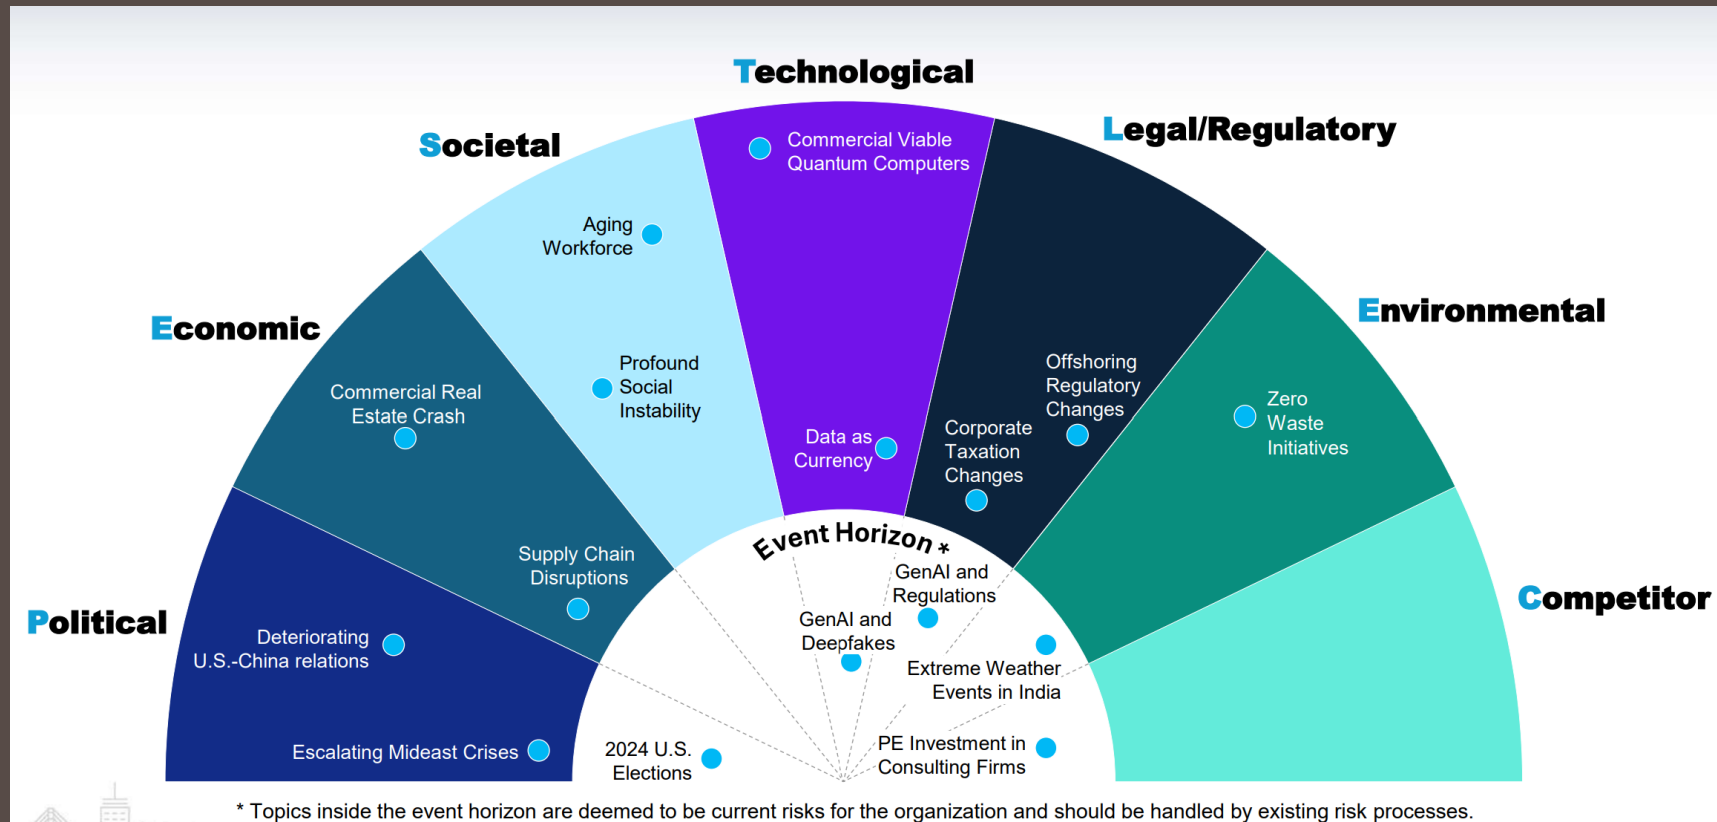 Technological
Legal/Regulatory
Societal
Environmental
Economic
Competitor
Political
Commercial Viable
Quantum Computers
Aging
Workforce
Profound
Social
Instability
Commercial Real
Estate Crash
Data as
Currency
Offshoring
Regulatory
Changes
Corporate
Taxation
Changes
Zero
Waste
Initiatives
Supply Chain
Disruptions
Deteriorating
U.S.-China relations
Escalating Mideast Crises
Event Horizon *
GenAI and
Regulations
GenAI and
Deepfakes
Extreme Weather
Events in India
2024 U.S.
Elections
PE Investment in
Consulting Firms
* Topics inside the event horizon are deemed to be current risks for the organization and should be handled by existing risk processes.